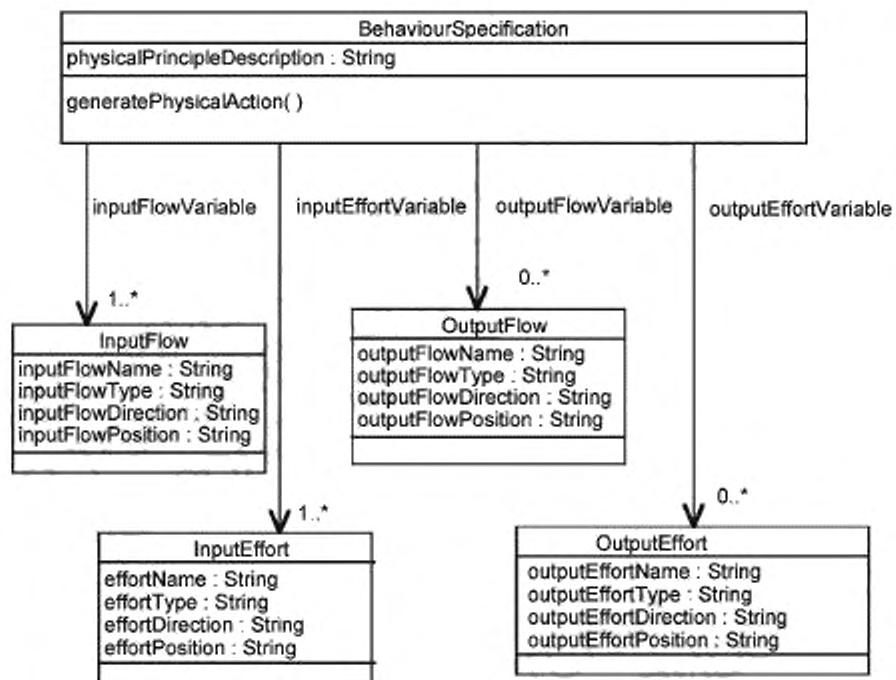 BehaviourSpecification
physicalPrincipleDescription : String
generatePhysicalAction( )
inputFlowVariable
inputEffortVariable
outputFlowVariable
outputEffortVariable
1..*
0..*
InputFlow
inputFlowName : String
inputFlowType : String
inputFlowDirection : String
inputFlowPosition : String
OutputFlow
outputFlowName : String
outputFlowType : String
outputFlowDirection : String
outputFlowPosition : String
1..*
0..*
InputEffort
effortName : String
effortType : String
effortDirection : String
effortPosition : String
OutputEffort
outputEffortName : String
outputEffortType : String
outputEffortDirection : String
outputEffortPosition : String